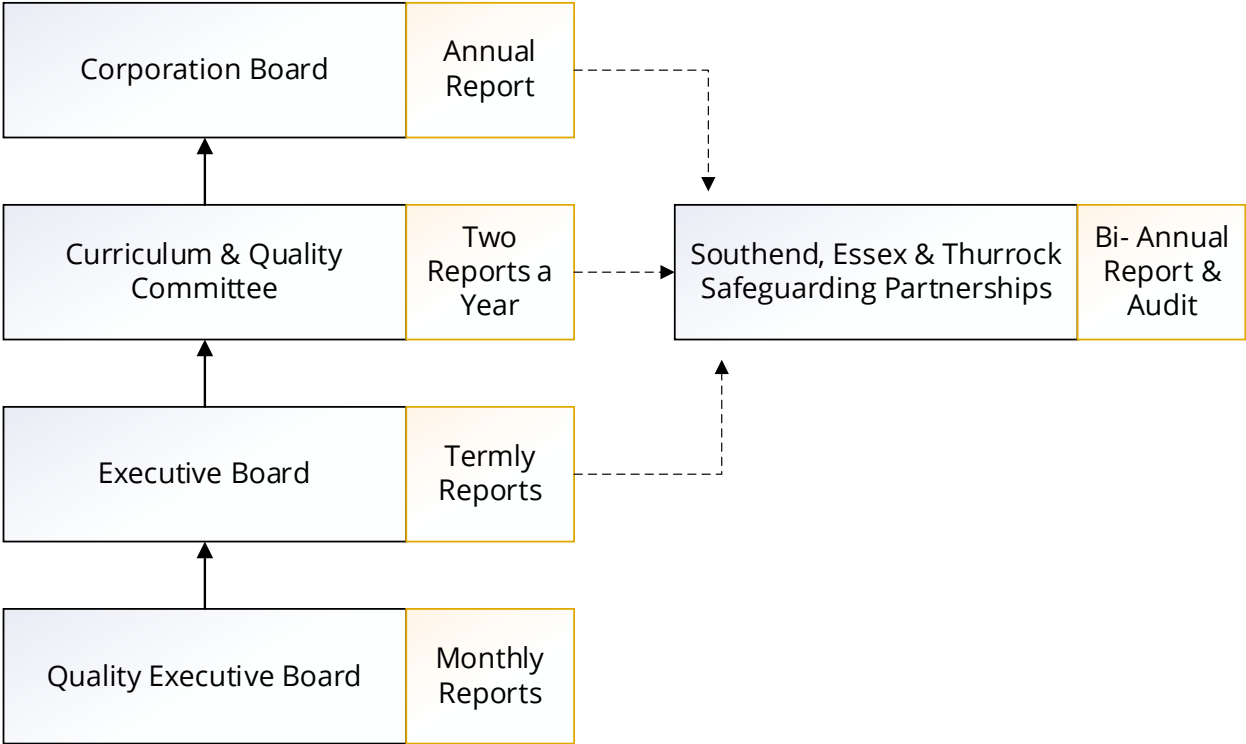 Corporation Board
Annual
Report
Curriculum & Quality
Committee
Two
Reports a
Year
Southend, Essex & Thurrock
Safeguarding Partnerships
Bi- Annual
Report &
Audit
Executive Board
Termly
Reports
Quality Executive Board
Monthly
Reports